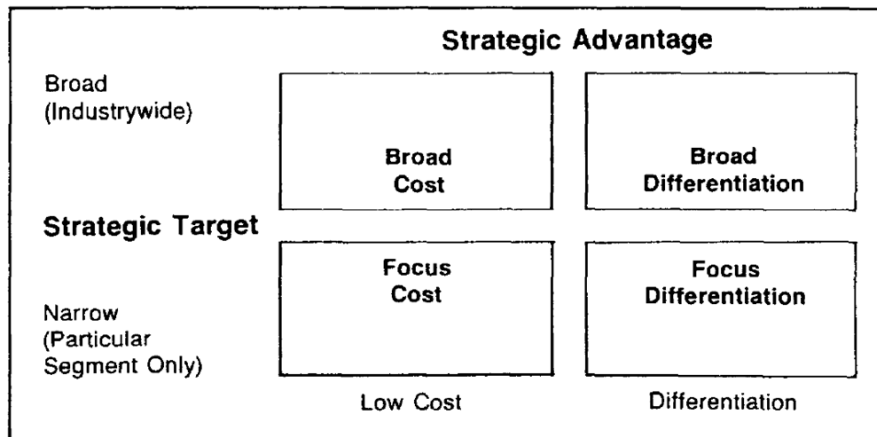 Strategic Advantage
Broad
(Industrywide)
Broad
Cost
Broad
Differentiation
Strategic Target
Focus
Cost
Focus
Differentiation
Narrow
(Particular
Segment Only)
Low Cost
Differentiation